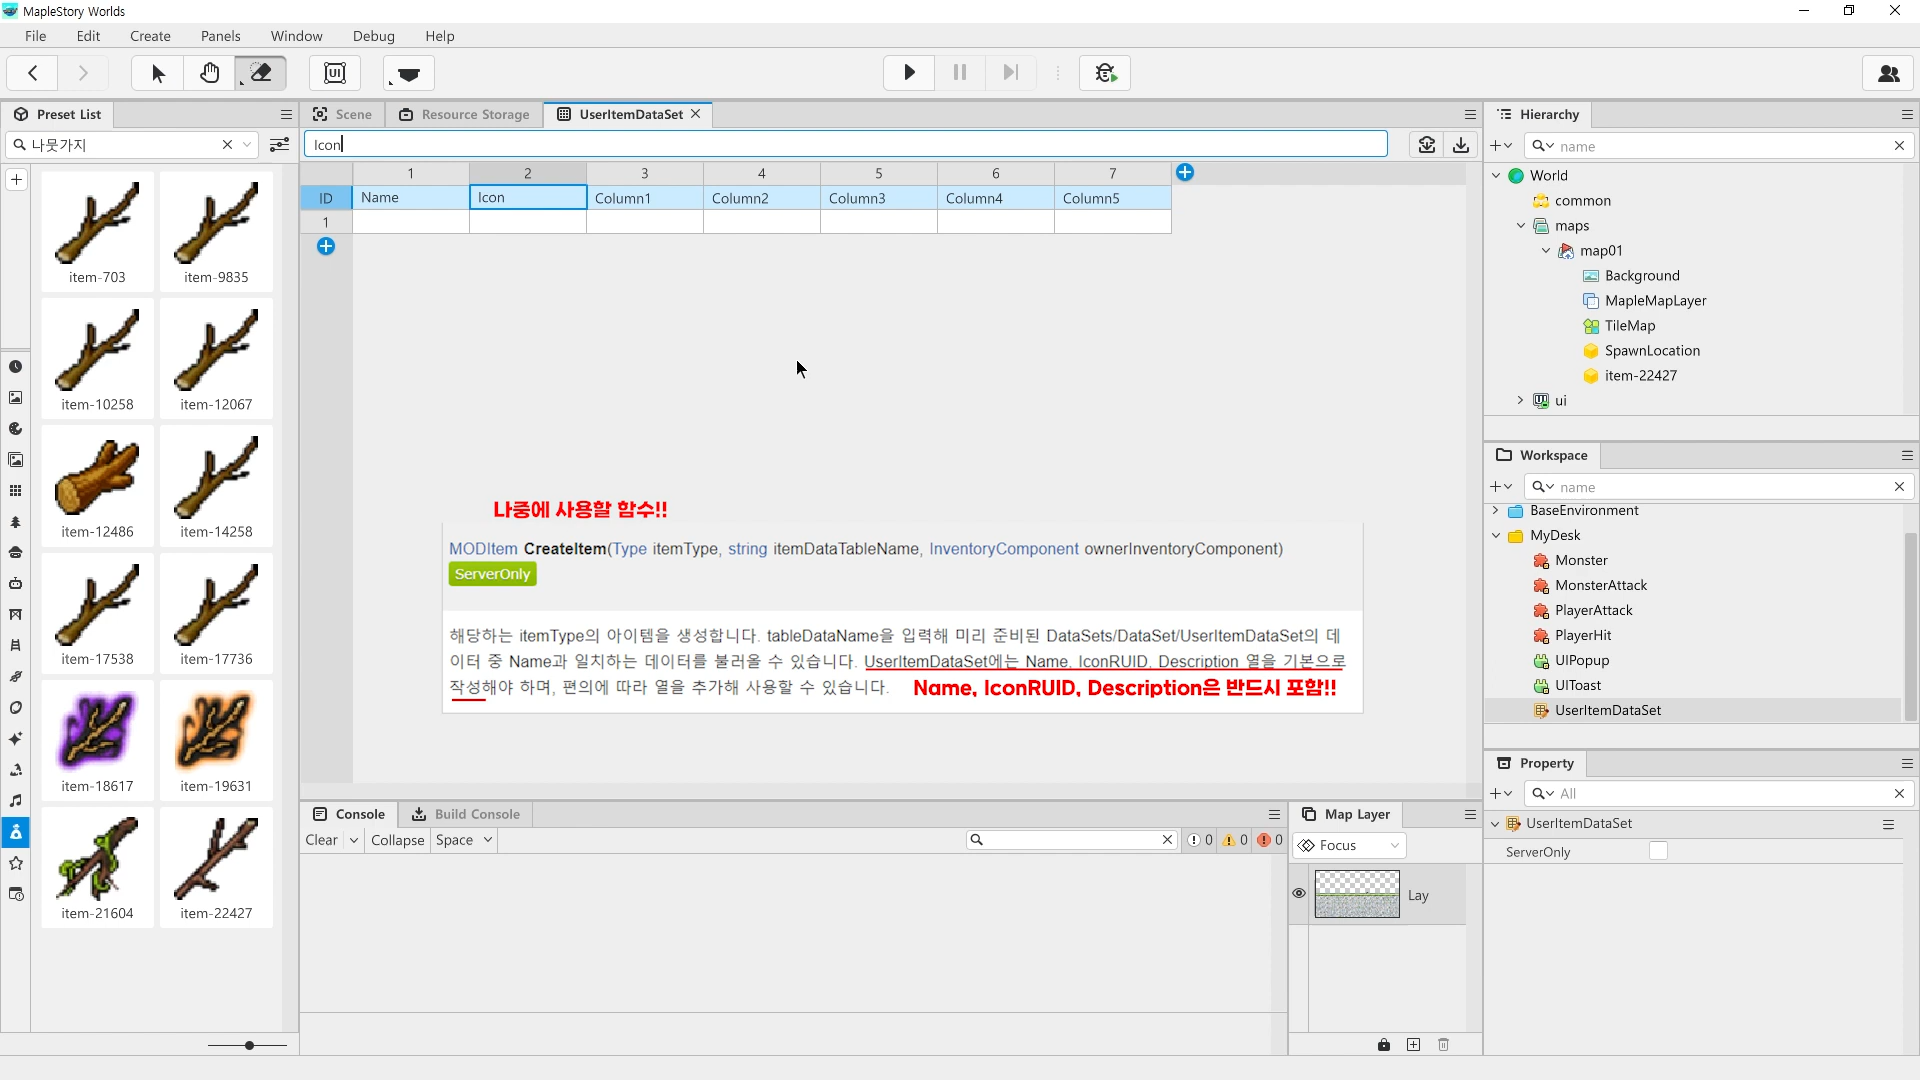 MapleStory Worlds
File Edit Create Panels Window Debug Help
Preset List
나뭇가지
item-703 item-9835
item-10258 item-12067
item-12486 item-14258
item-17538 item-17736
item-18617 item-19631
item-21604 item-22427
Scene Resource Storage UserItemDataSet
Icon
1 2 3 4 5 6 7
ID Name Icon Column1 Column2 Column3 Column4 Column5
1
나중에 사용할 함수!!
MODItem CreateItem(Type itemType, string itemDataTableName, InventoryComponent ownerInventoryComponent)
ServerOnly
해당하는 itemType의 아이템을 생성합니다. tableDataName을 입력해 미리 준비된 DataSets/DataSet/UserItemDataSet의 데
이터 중 Name과 일치하는 데이터를 불러올 수 있습니다. UserItemDataSet에는 Name, IconRUID, Description 열을 기본으로
작성해야 하며, 편의에 따라 열을 추가해 사용할 수 있습니다. Name, IconRUID, Description은 반드시 포함!!
Console Build Console
Clear Collapse Space 0 0 0
Map Layer
Focus
Lay
Hierarchy
name
World
common
maps
map01
Background
MapleMapLayer
TileMap
SpawnLocation
item-22427
ui
Workspace
name
BaseEnvironment
MyDesk
Monster
MonsterAttack
PlayerAttack
PlayerHit
UIPopup
UIToast
UserItemDataSet
Property
All
UserItemDataSet
ServerOnly